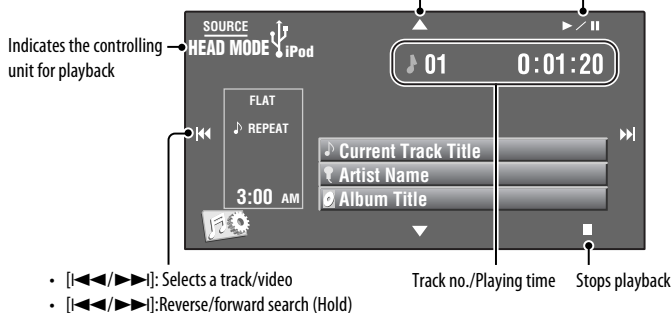 SOURCE
HEAD MODE iPod
Indicates the controlling
unit for playback
01 0:01:20
FLAT
REPEAT
Current Track Title
Artist Name
Album Title
3:00 AM
• [⏮/⏭]: Selects a track/video
• [⏮/⏭]:Reverse/forward search (Hold)
Track no./Playing time
Stops playback